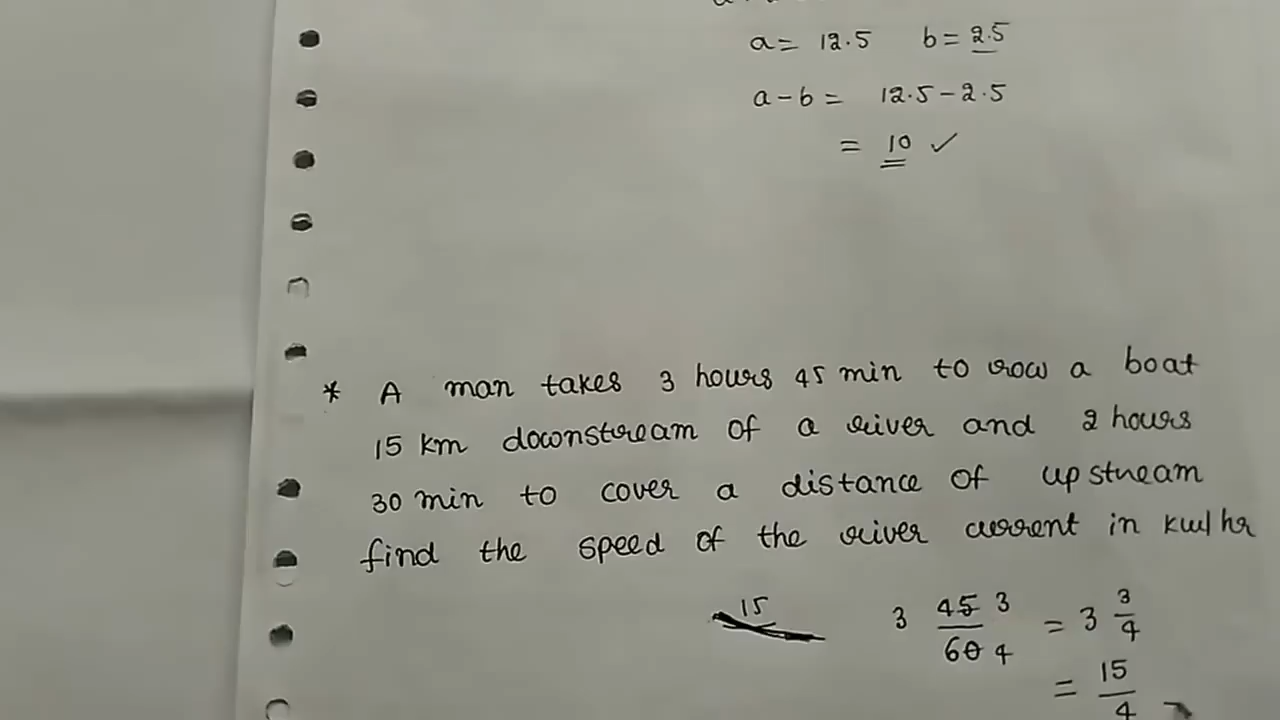 a = 12.5 b = 2.5
a - b = 12.5 - 2.5
= 10 ✓
* A man takes 3 hours 45 min to row a boat
15 km downstream of a river and 2 hours
30 min to cover a distance of upstream
find the speed of the river current in km/hr
15
3 45/60 3/4 = 3 3/4
= 15/4